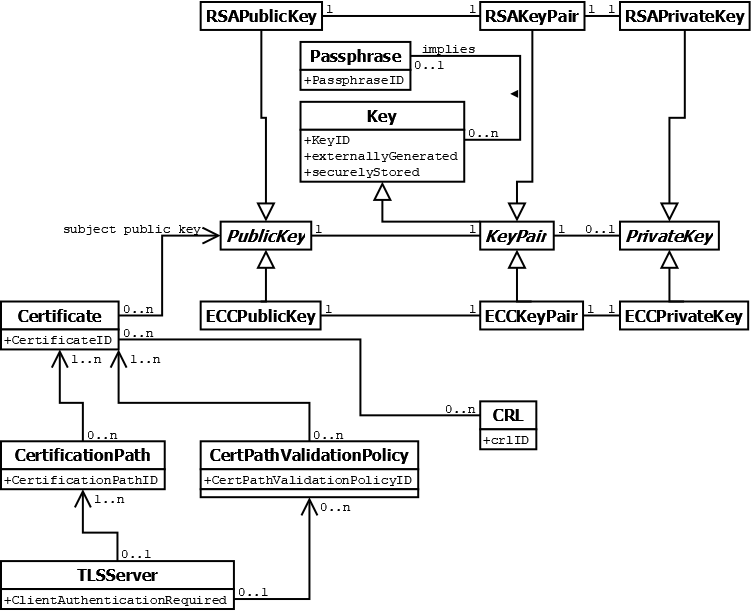 RSAPublicKey 1 1 RSAKeyPair 1 1 RSAPrivateKey
Passphrase implies
+PassphraseID 0..1
Key
+KeyID 0..n
+externallyGenerated
+securelyStored
subject public key PublicKey 1 1 KeyPair 1 0..1 PrivateKey
Certificate 0..n ECCPublicKey 1 1 ECCKeyPair 1 1 ECCPrivateKey
+CertificateID 0..n
1..n 1..n
0..n CRL
+crlID
0..n 0..n
CertificationPath CertPathValidationPolicy
+CertificationPathID +CertPathValidationPolicyID
1..n 0..n
0..1
TLSServer
+ClientAuthenticationRequired 0..1